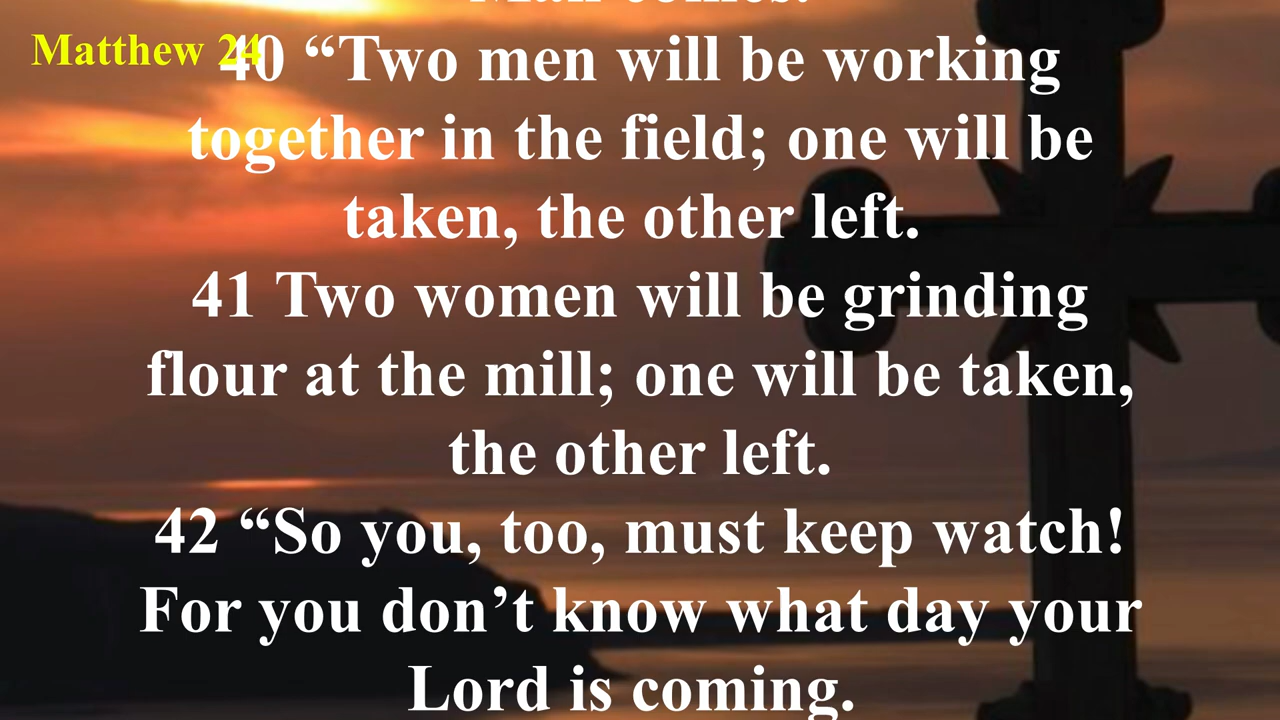 Man comes.
Matthew 24
40 “Two men will be working
together in the field; one will be
taken, the other left.
41 Two women will be grinding
flour at the mill; one will be taken,
the other left.
42 “So you, too, must keep watch!
For you don’t know what day your
Lord is coming.